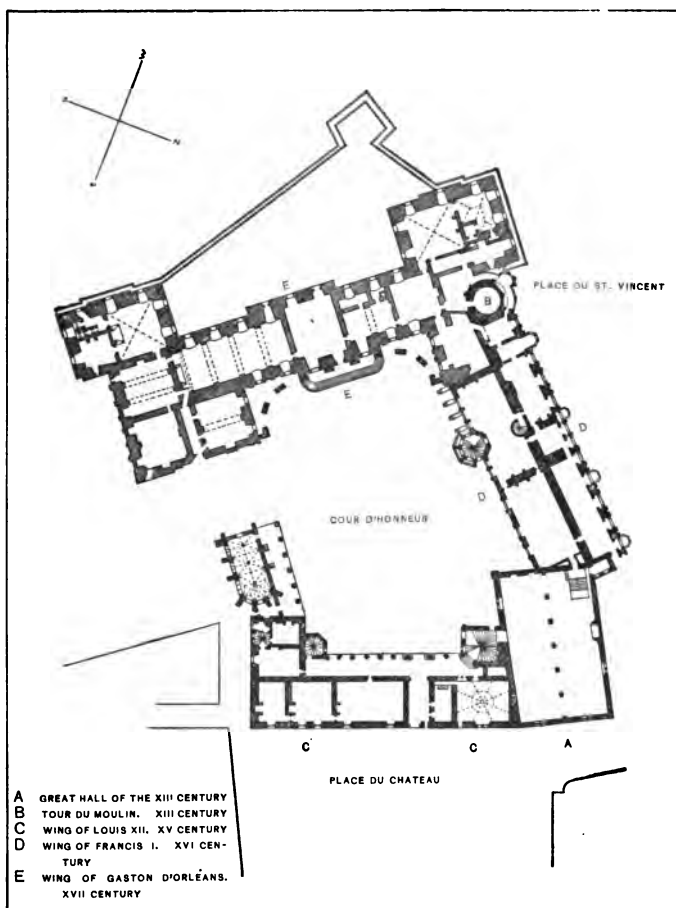 N
E
PLACE DU ST. VINCENT
B
E
D
D
COUR D'HONNEUR
C
C
A
PLACE DU CHATEAU
A GREAT HALL OF THE XIII CENTURY
B TOUR DU MOULIN. XIII CENTURY
C WING OF LOUIS XII. XV CENTURY
D WING OF FRANCIS I. XVI CEN-
TURY
E WING OF GASTON D'ORLÉANS.
XVII CENTURY